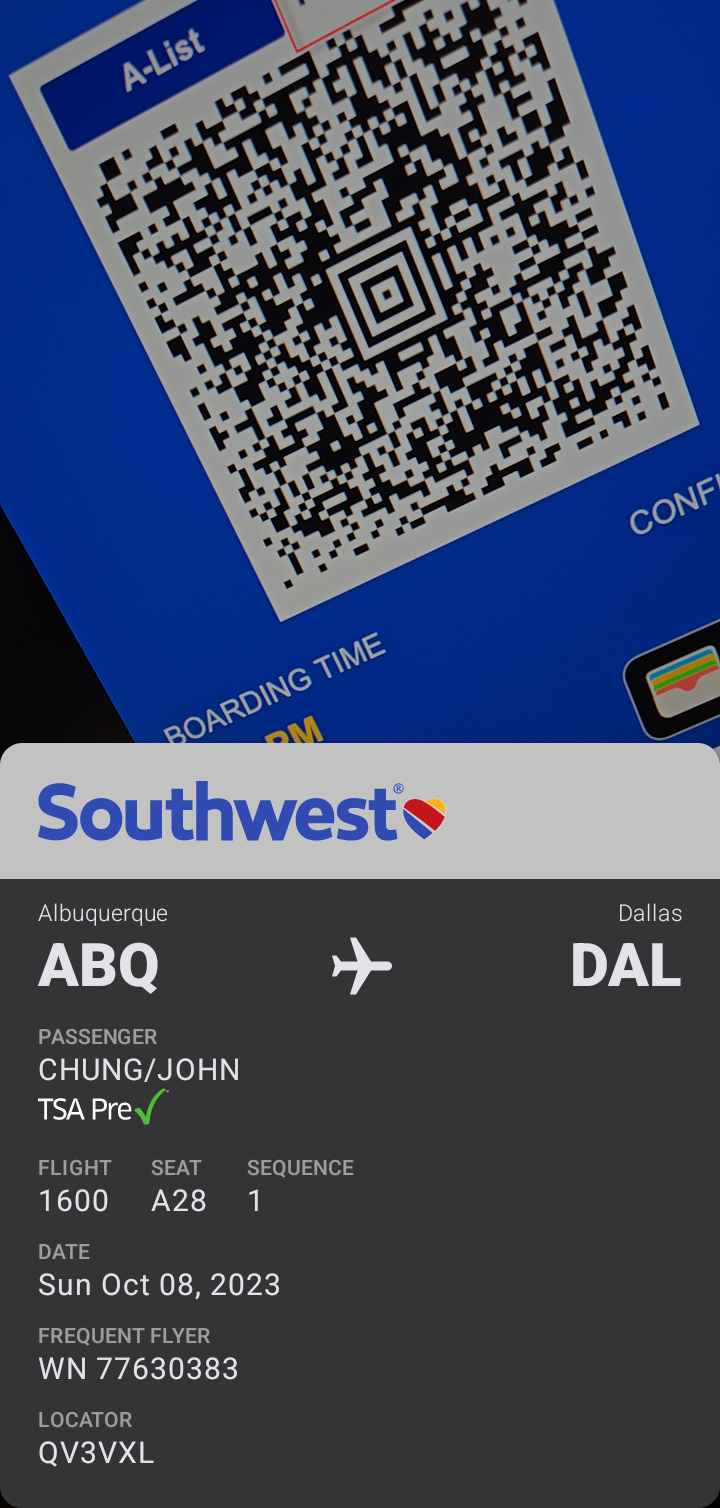 A-List
CONF
BOARDING TIME
PM
Southwest®
Albuquerque Dallas
ABQ DAL
PASSENGER
CHUNG/JOHN
TSA Pre✓
FLIGHT SEAT SEQUENCE
1600 A28 1
DATE
Sun Oct 08, 2023
FREQUENT FLYER
WN 77630383
LOCATOR
QV3VXL